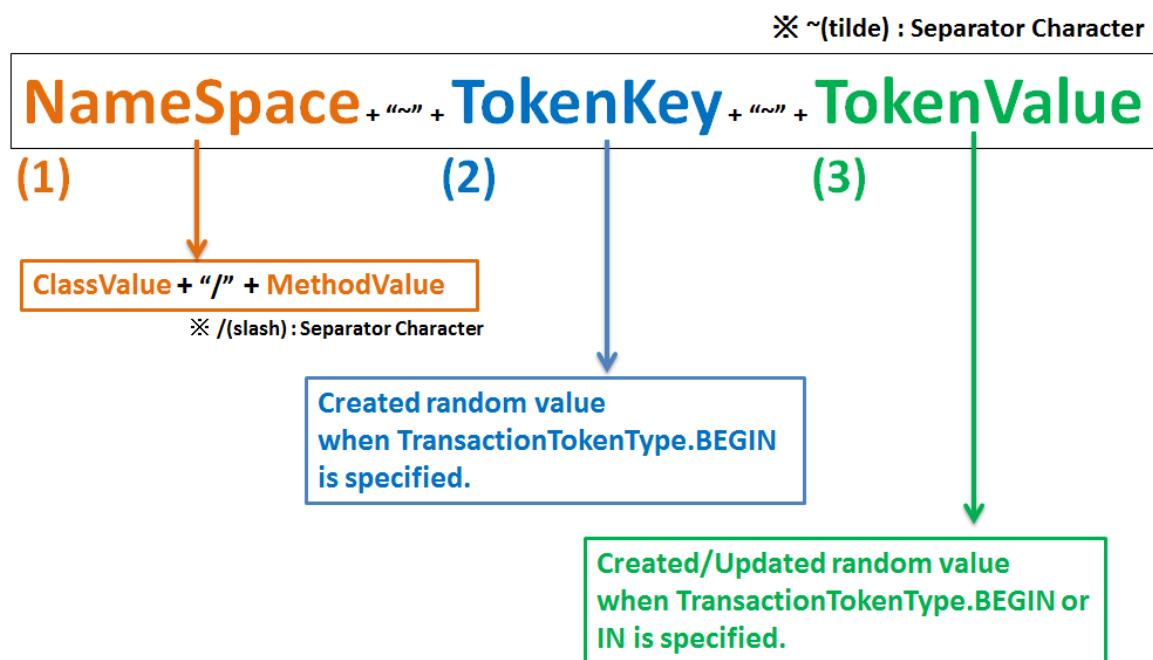 ※ ~(tilde) : Separator Character
NameSpace + “~” + TokenKey + “~” + TokenValue
(1) (2) (3)
ClassValue + “/” + MethodValue
※ /(slash) : Separator Character
Created random value
when TransactionTokenType.BEGIN
is specified.
Created/Updated random value
when TransactionTokenType.BEGIN or
IN is specified.